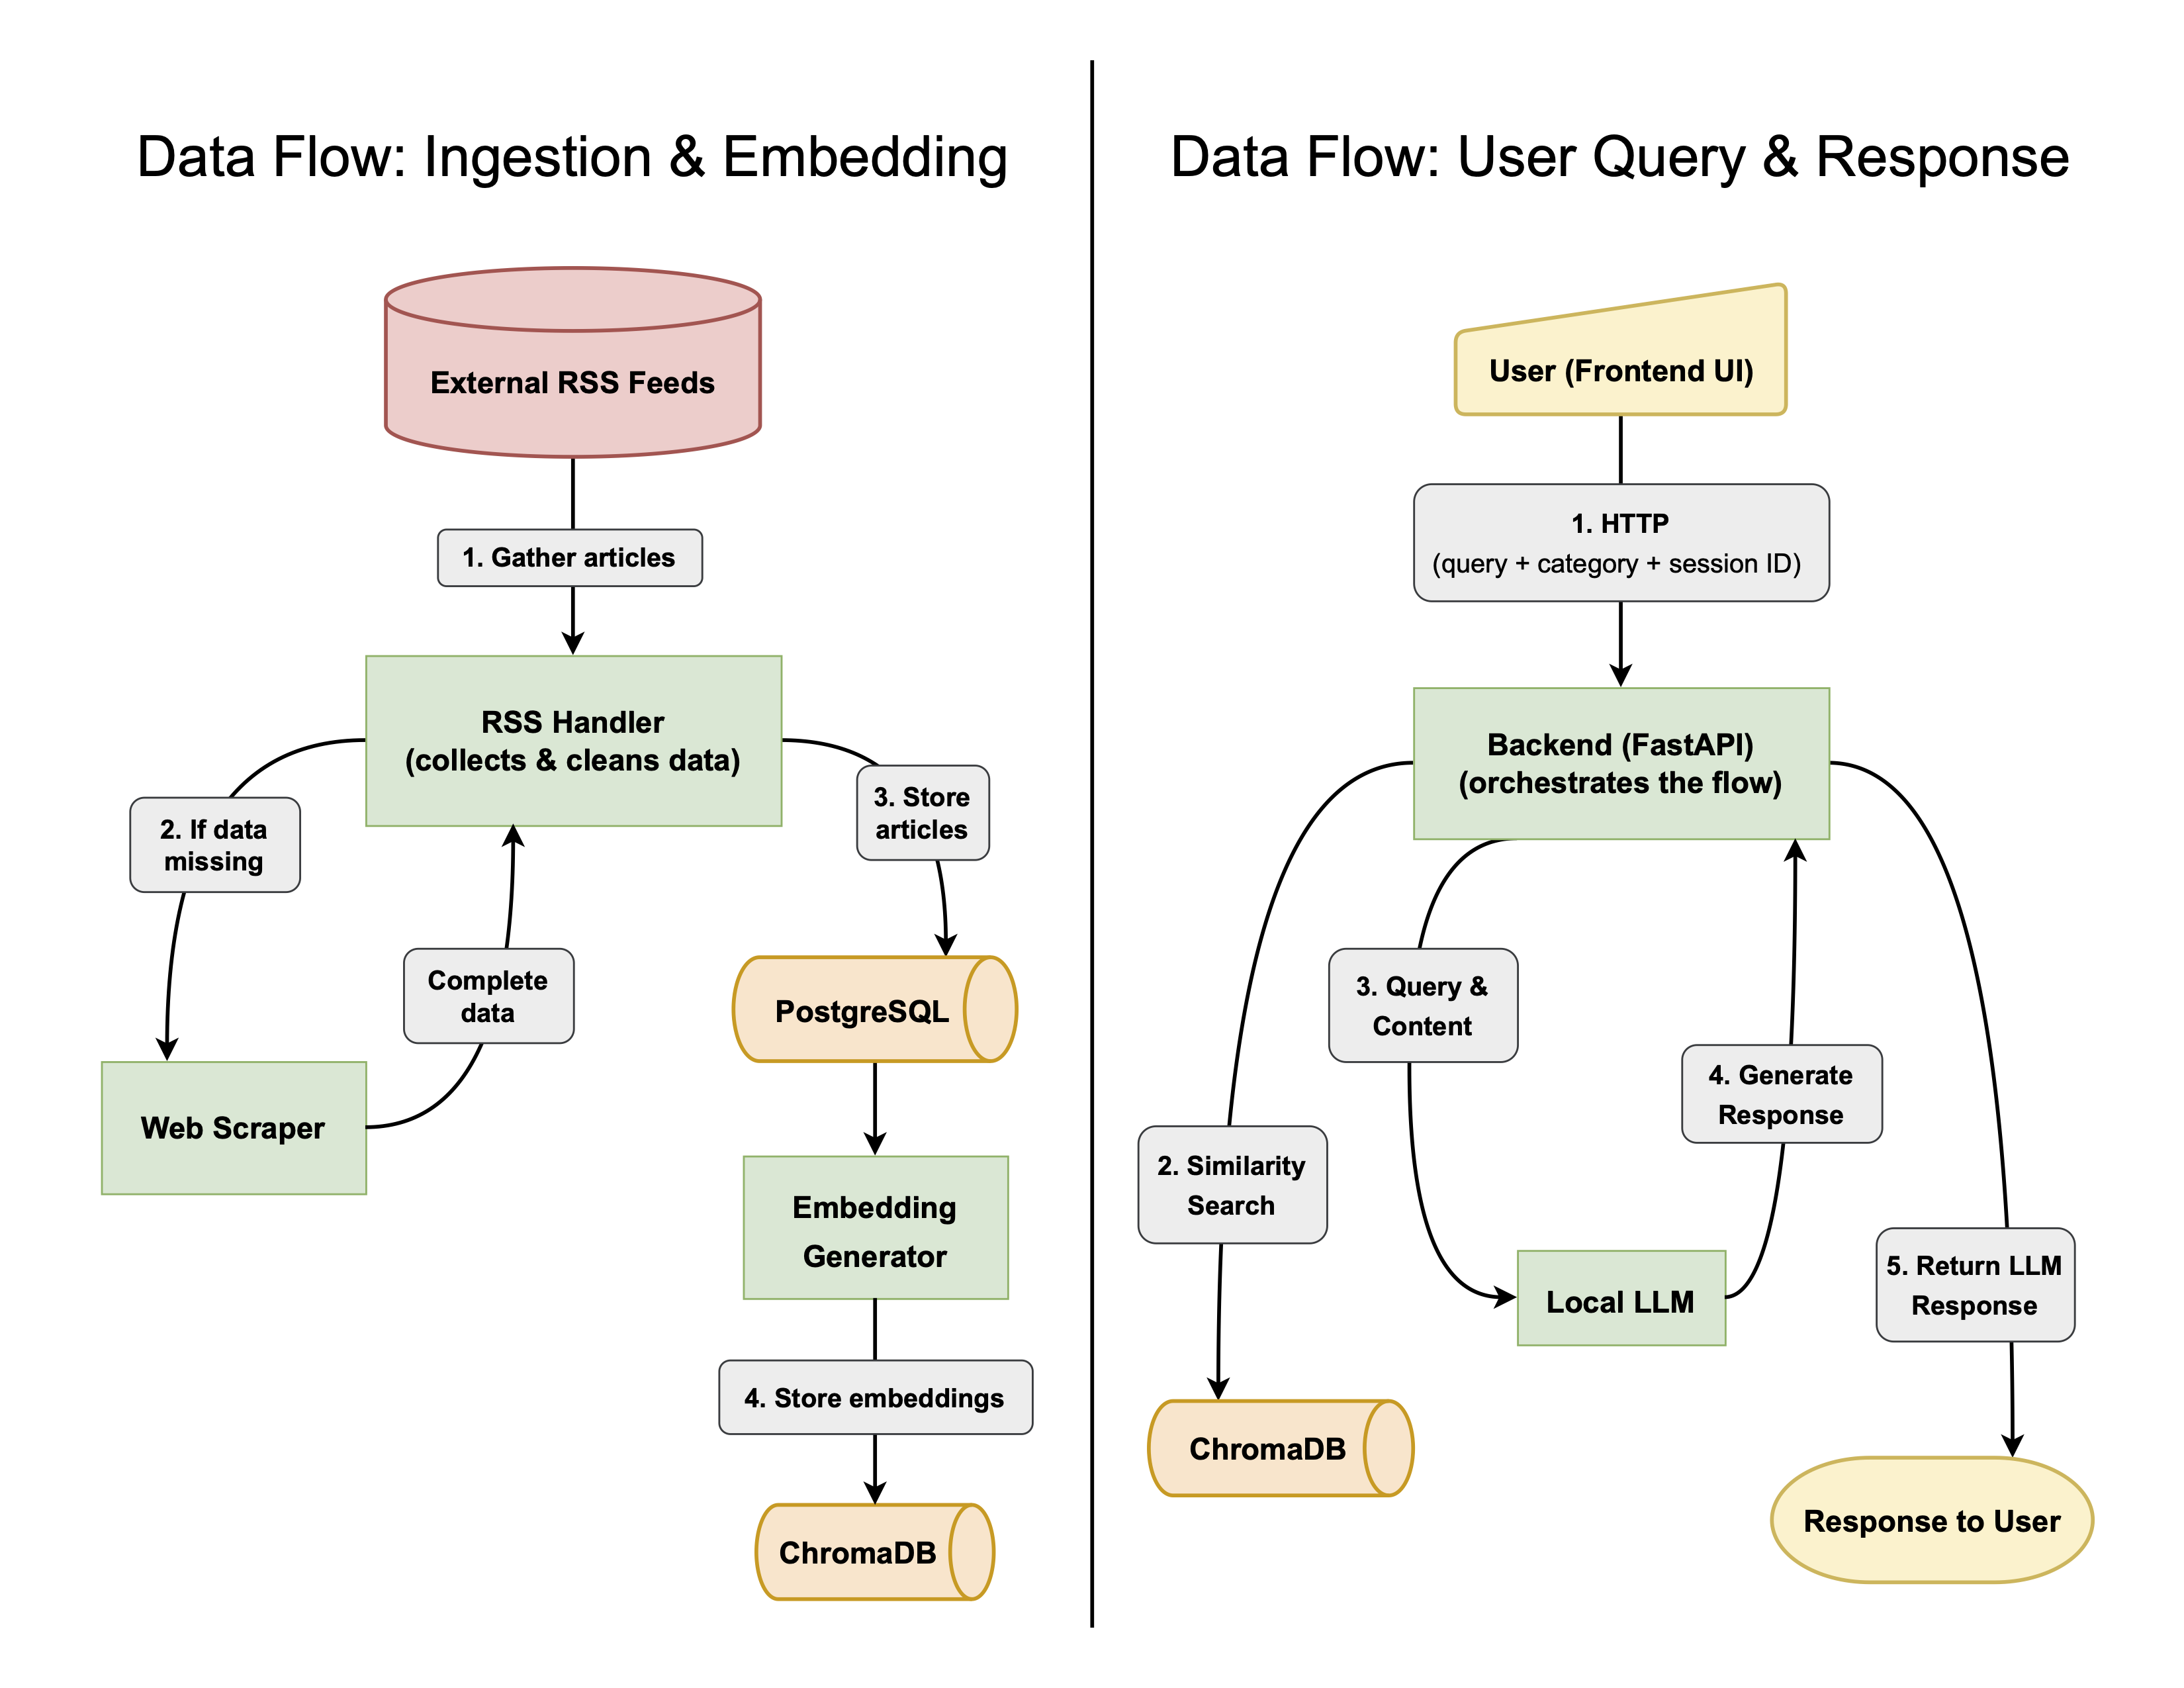 Data Flow: Ingestion & Embedding
External RSS Feeds
1. Gather articles
RSS Handler
(collects & cleans data)
2. If data
missing
3. Store
articles
Complete
data
PostgreSQL
Web Scraper
Embedding
Generator
4. Store embeddings
ChromaDB
Data Flow: User Query & Response
User (Frontend UI)
1. HTTP
(query + category + session ID)
Backend (FastAPI)
(orchestrates the flow)
3. Query &
Content
4. Generate
Response
2. Similarity
Search
Local LLM
5. Return LLM
Response
ChromaDB
Response to User